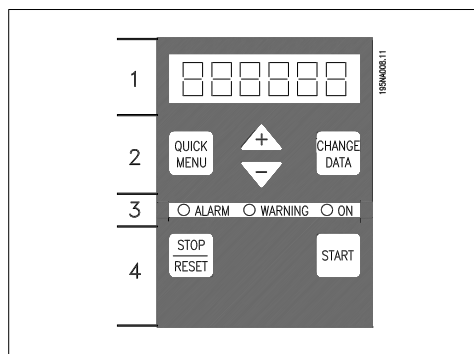 1
195NA008.11
2
QUICK
MENU
+
−
CHANGE
DATA
3
ALARM WARNING ON
4
STOP
RESET
START